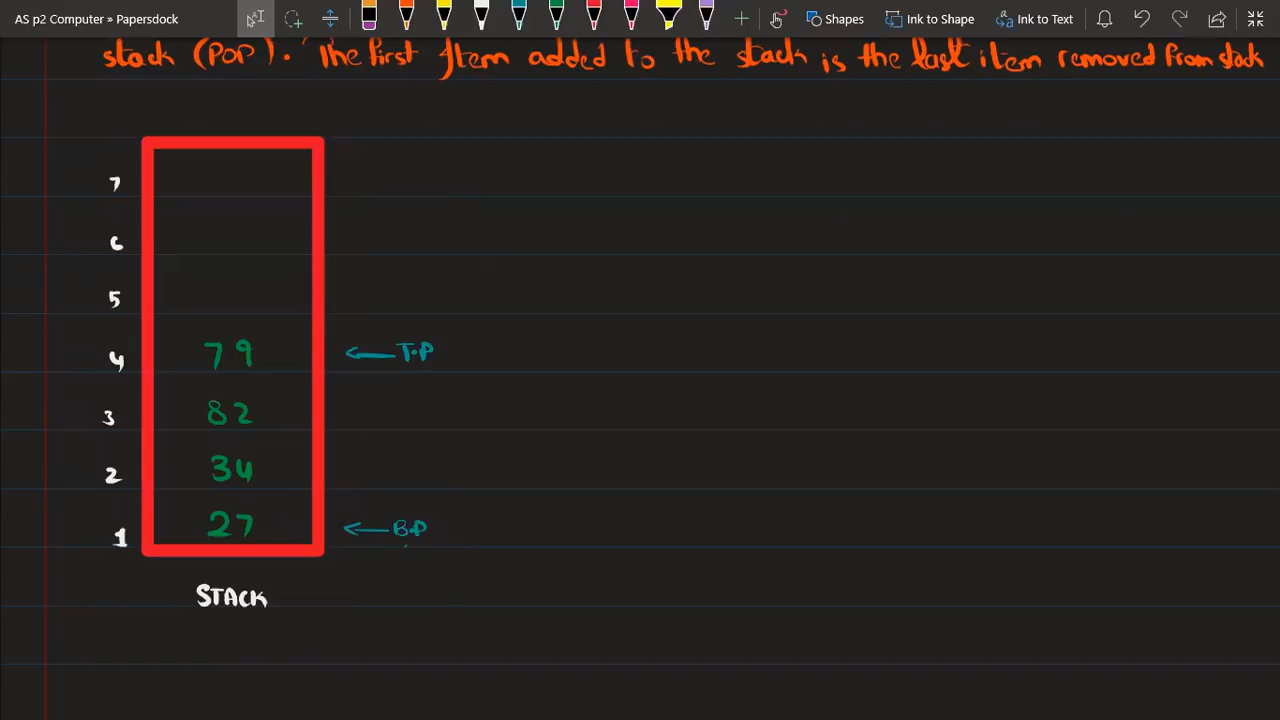 AS p2 Computer » Papersdock
Shapes
Ink to Shape
Ink to Text
stack (POP). The First Item added to the stack is the last item removed from stack
7
6
5
4 79 ← T.P
3 82
2 34
1 27 ← B.P
STACK